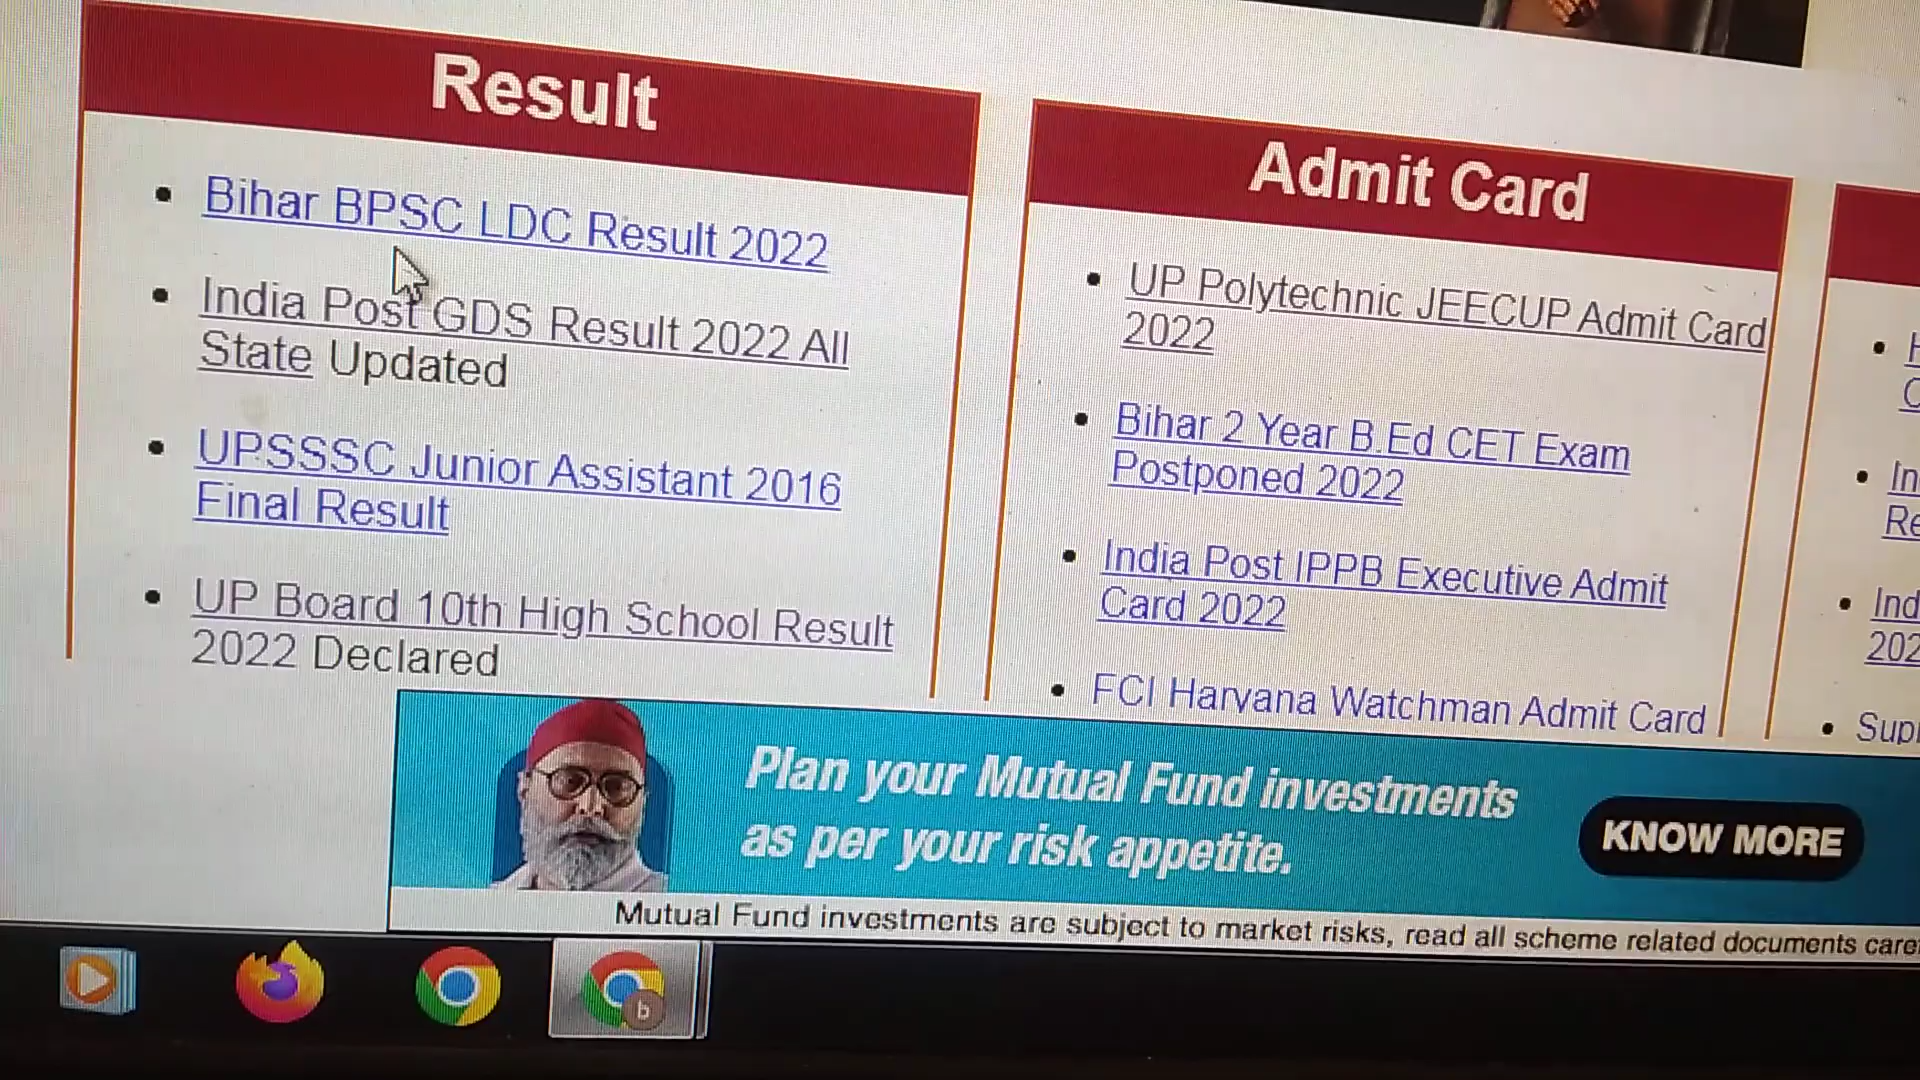 Result
Bihar BPSC LDC Result 2022
India Post GDS Result 2022 All
State Updated
UPSSSC Junior Assistant 2016
Final Result
UP Board 10th High School Result
2022 Declared
Admit Card
UP Polytechnic JEECUP Admit Card
2022
Bihar 2 Year B.Ed CET Exam
Postponed 2022
India Post IPPB Executive Admit
Card 2022
FCI Haryana Watchman Admit Card
Plan your Mutual Fund investments
as per your risk appetite.
KNOW MORE
Mutual Fund investments are subject to market risks, read all scheme related documents
b